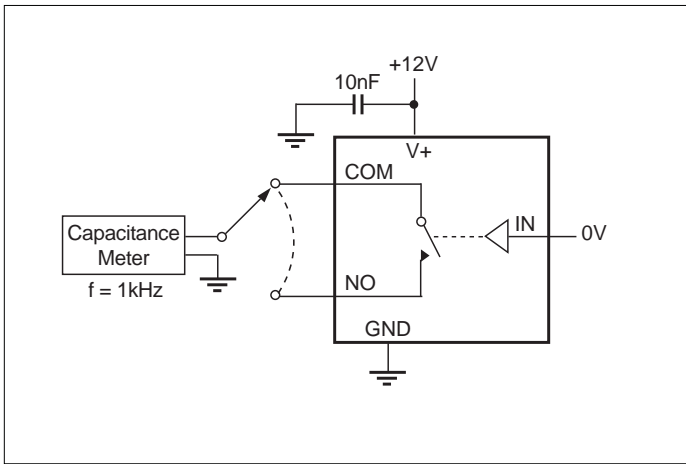 +12V
10nF
V+
COM
IN
0V
Capacitance
Meter
NO
f = 1kHz
GND